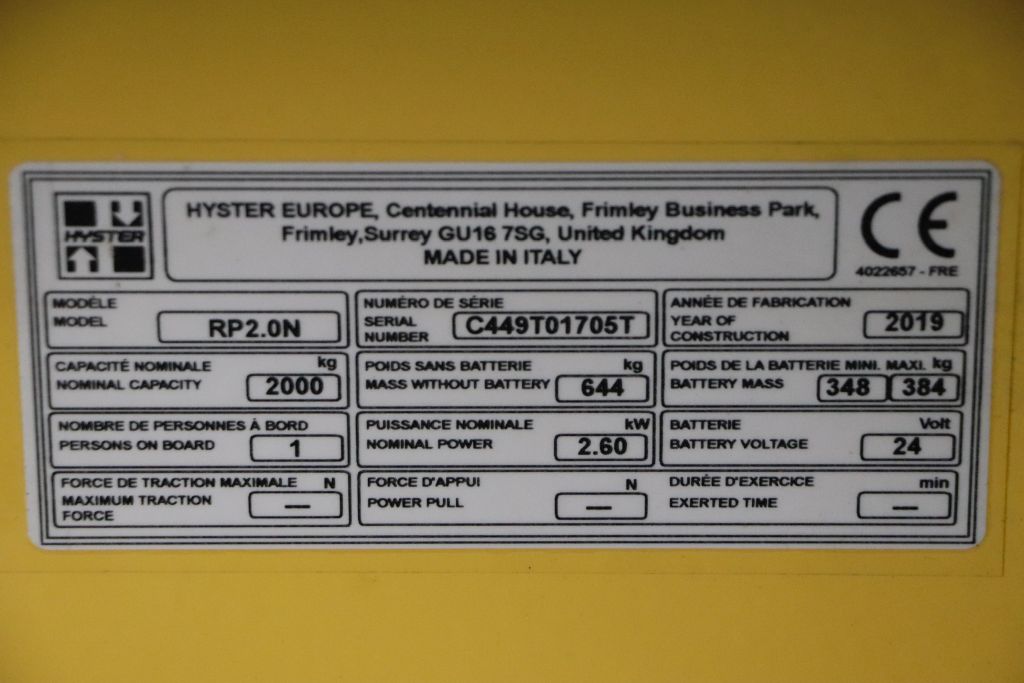 HYSTER
HYSTER EUROPE, Centennial House, Frimley Business Park,
Frimley,Surrey GU16 7SG, United Kingdom
MADE IN ITALY
CE
4022657 - FRE
MODÈLE
MODEL
RP2.0N
NUMÉRO DE SÉRIE
SERIAL
NUMBER
C449T01705T
ANNÉE DE FABRICATION
YEAR OF
CONSTRUCTION
2019
CAPACITÉ NOMINALE kg
NOMINAL CAPACITY 2000
POIDS SANS BATTERIE kg
MASS WITHOUT BATTERY 644
POIDS DE LA BATTERIE MINI. MAXI. kg
BATTERY MASS 348 384
NOMBRE DE PERSONNES À BORD
PERSONS ON BOARD 1
PUISSANCE NOMINALE kW
NOMINAL POWER 2.60
BATTERIE Volt
BATTERY VOLTAGE 24
FORCE DE TRACTION MAXIMALE N
MAXIMUM TRACTION —
FORCE
FORCE D'APPUI N
POWER PULL —
DURÉE D'EXERCICE min
EXERTED TIME —